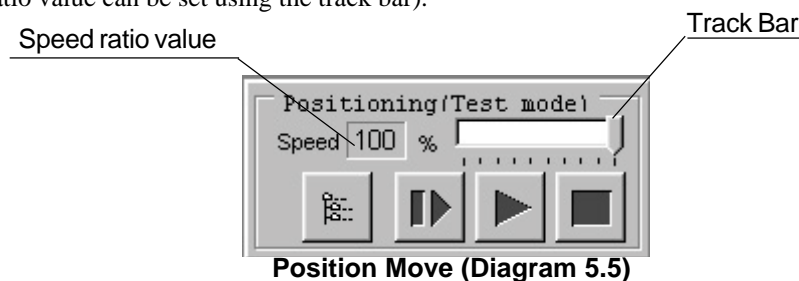 atio value can be set using the track bar).
Track Bar
Speed ratio value
Positioning(Test mode)
Speed 100 %
Position Move (Diagram 5.5)